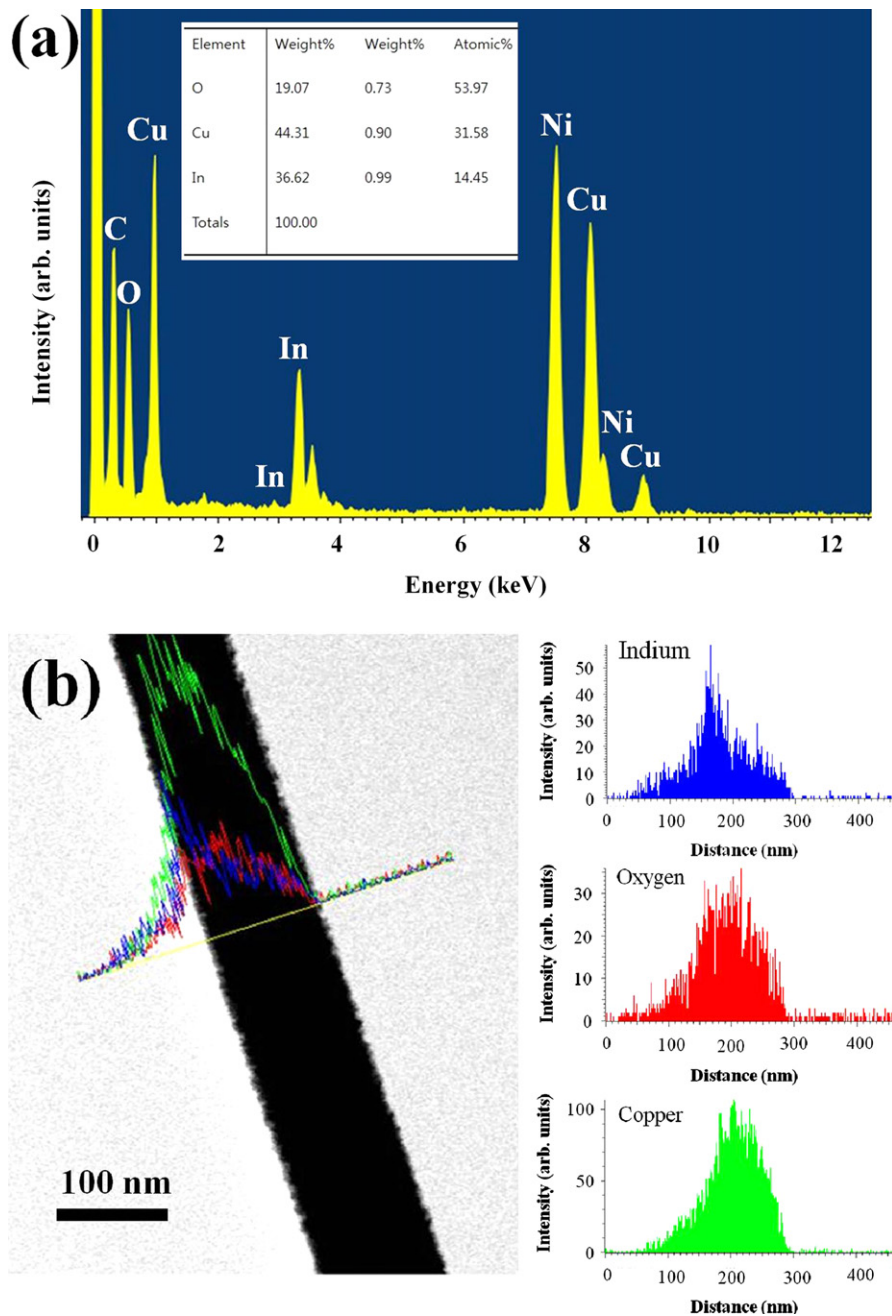 (a)
Element Weight% Weight% Atomic%
O 19.07 0.73 53.97
Cu 44.31 0.90 31.58
In 36.62 0.99 14.45
Totals 100.00
Cu
C
O
In
In
Ni
Cu
Ni
Cu
Intensity (arb. units)
0 2 4 6 8 10 12
Energy (keV)
(b)
100 nm
Indium
Intensity (arb. units)
50
40
30
20
10
0
0 100 200 300 400
Distance (nm)
Oxygen
Intensity (arb. units)
30
20
10
0
0 100 200 300 400
Distance (nm)
Copper
Intensity (arb. units)
100
50
0
0 100 200 300 400
Distance (nm)